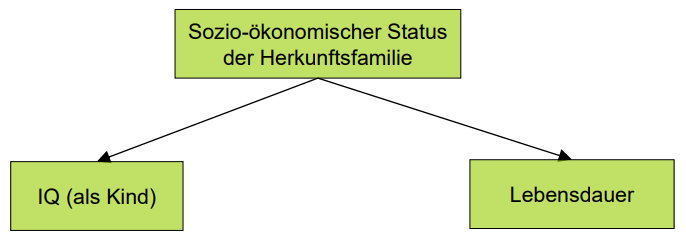 Sozio-ökonomischer Status
der Herkunftsfamilie
IQ (als Kind)
Lebensdauer